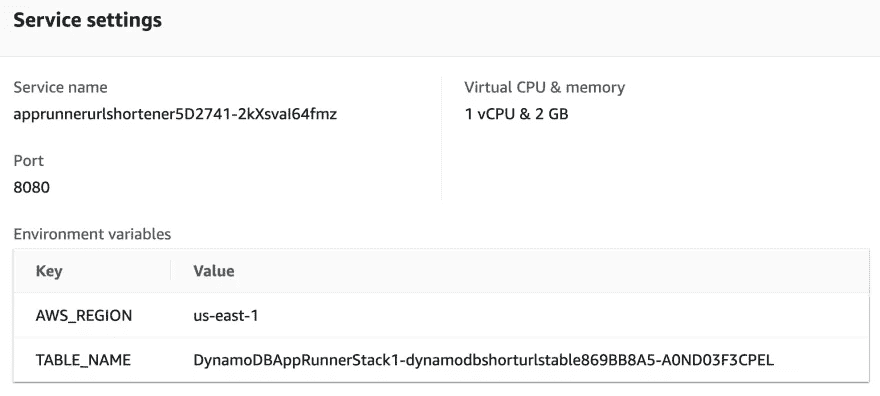 Service settings
Service name
apprunnerurlshortener5D2741-2kXsvaI64fmz
Virtual CPU & memory
1 vCPU & 2 GB
Port
8080
Environment variables
Key Value
AWS_REGION us-east-1
TABLE_NAME DynamoDBAppRunnerStack1-dynamodbshorturlstable869BB8A5-A0ND03F3CPEL